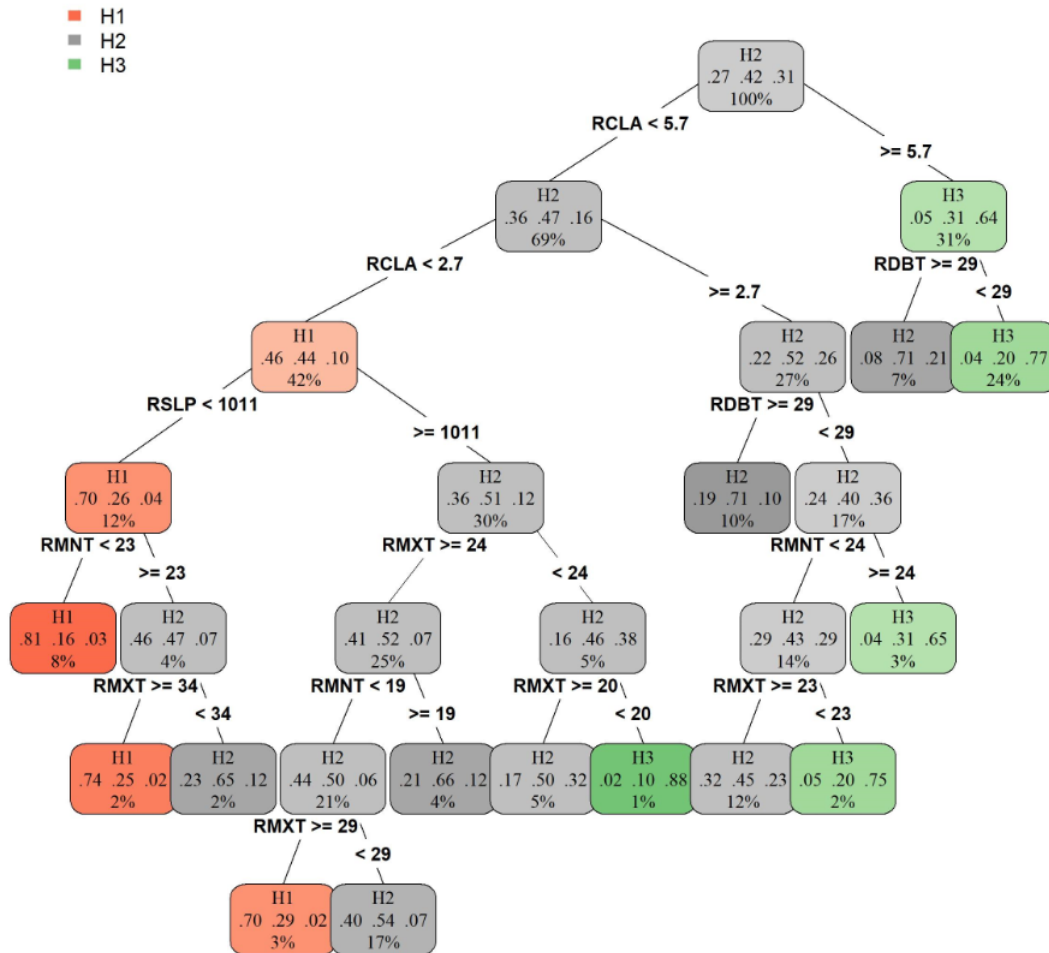 H1
H2
H3
H2
.27 .42 .31
100%
RCLA < 5.7
>= 5.7
H2
.36 .47 .16
69%
H3
.05 .31 .64
31%
RCLA < 2.7
>= 2.7
RDBT >= 29
< 29
H1
.46 .44 .10
42%
H2
.22 .52 .26
27%
H2
.08 .71 .21
7%
H3
.04 .20 .77
24%
RSLP < 1011
>= 1011
RDBT >= 29
< 29
H1
.70 .26 .04
12%
H2
.36 .51 .12
30%
H2
.19 .71 .10
10%
H2
.24 .40 .36
17%
RMNT < 23
>= 23
RMXT >= 24
< 24
RMNT < 24
>= 24
H1
.81 .16 .03
8%
H2
.46 .47 .07
4%
H2
.41 .52 .07
25%
H2
.16 .46 .38
5%
H2
.29 .43 .29
14%
H3
.04 .31 .65
3%
RMXT >= 34
< 34
RMNT < 19
>= 19
RMXT >= 20
< 20
RMXT >= 23
< 23
H1
.74 .25 .02
2%
H2
.23 .65 .12
2%
H2
.44 .50 .06
21%
H2
.21 .66 .12
4%
H2
.17 .50 .32
5%
H3
.02 .10 .88
1%
H2
.32 .45 .23
12%
H3
.05 .20 .75
2%
RMXT >= 29
< 29
H1
.70 .29 .02
3%
H2
.40 .54 .07
17%